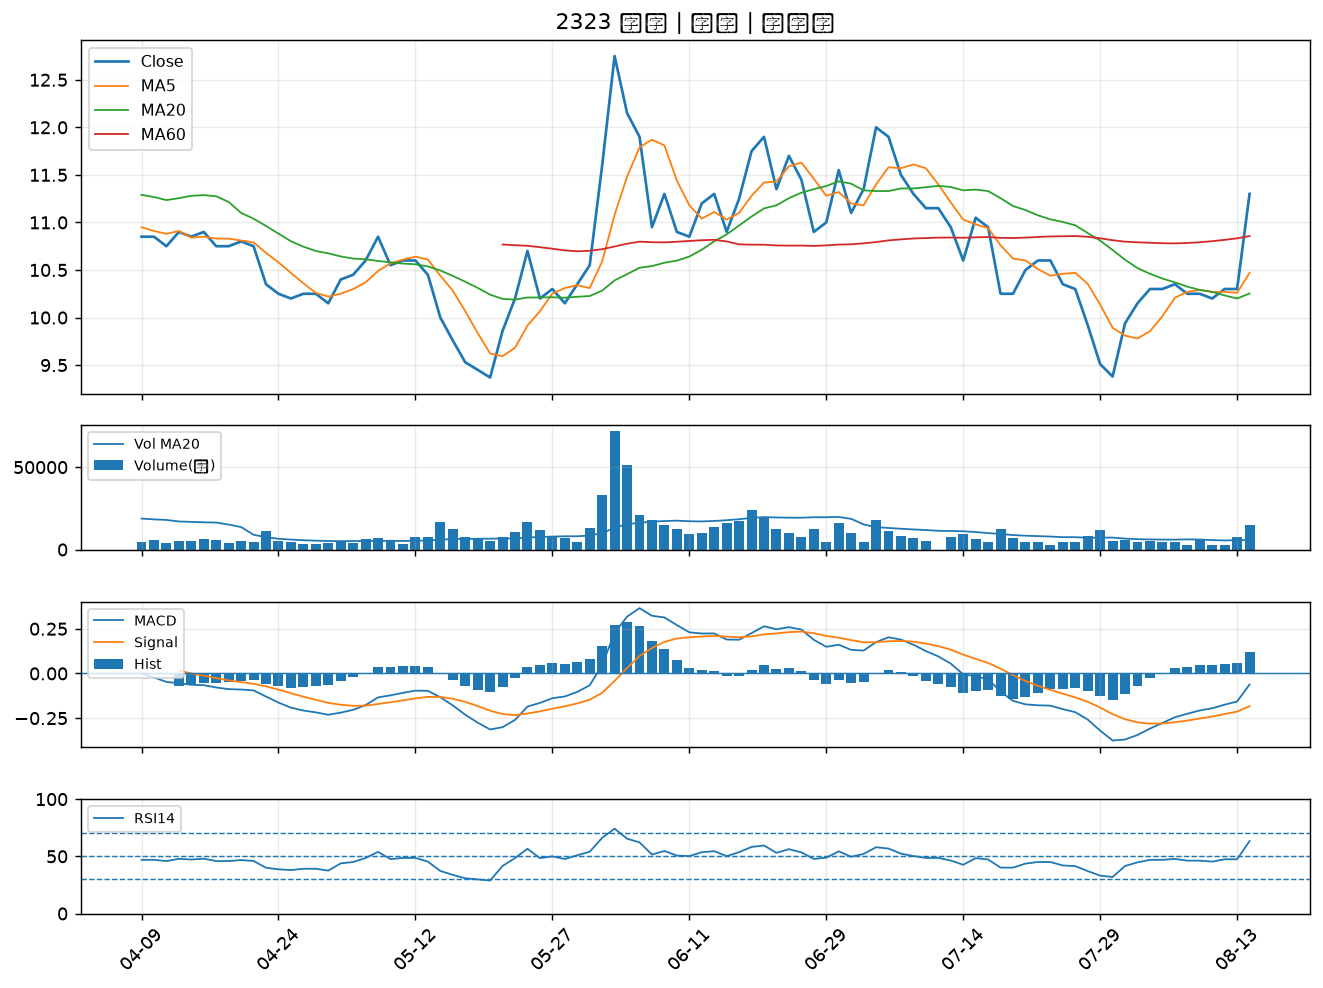 2323 | |
Close
MA5
MA20
MA60
12.5
12.0
11.5
11.0
10.5
10.0
9.5
Vol MA20
Volume( )
50000
0
MACD
Signal
Hist
0.25
0.00
−0.25
RSI14
100
50
0
04-09 04-24 05-12 05-27 06-11 06-29 07-14 07-29 08-13